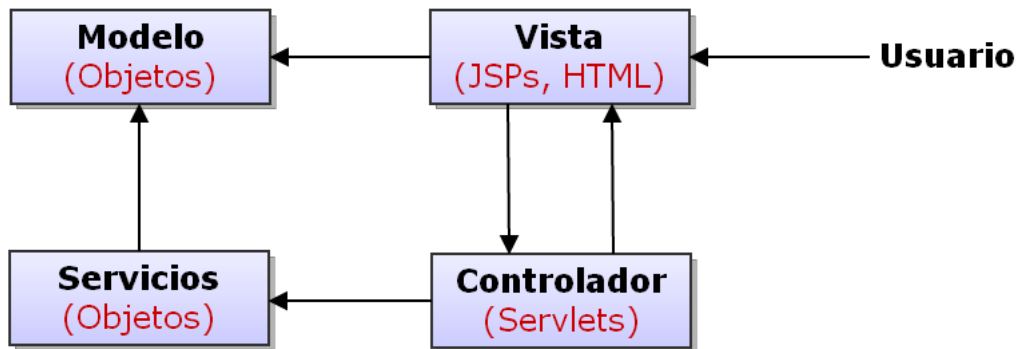 Modelo
(Objetos)
Vista
(JSPs, HTML)
Usuario
Servicios
(Objetos)
Controlador
(Servlets)